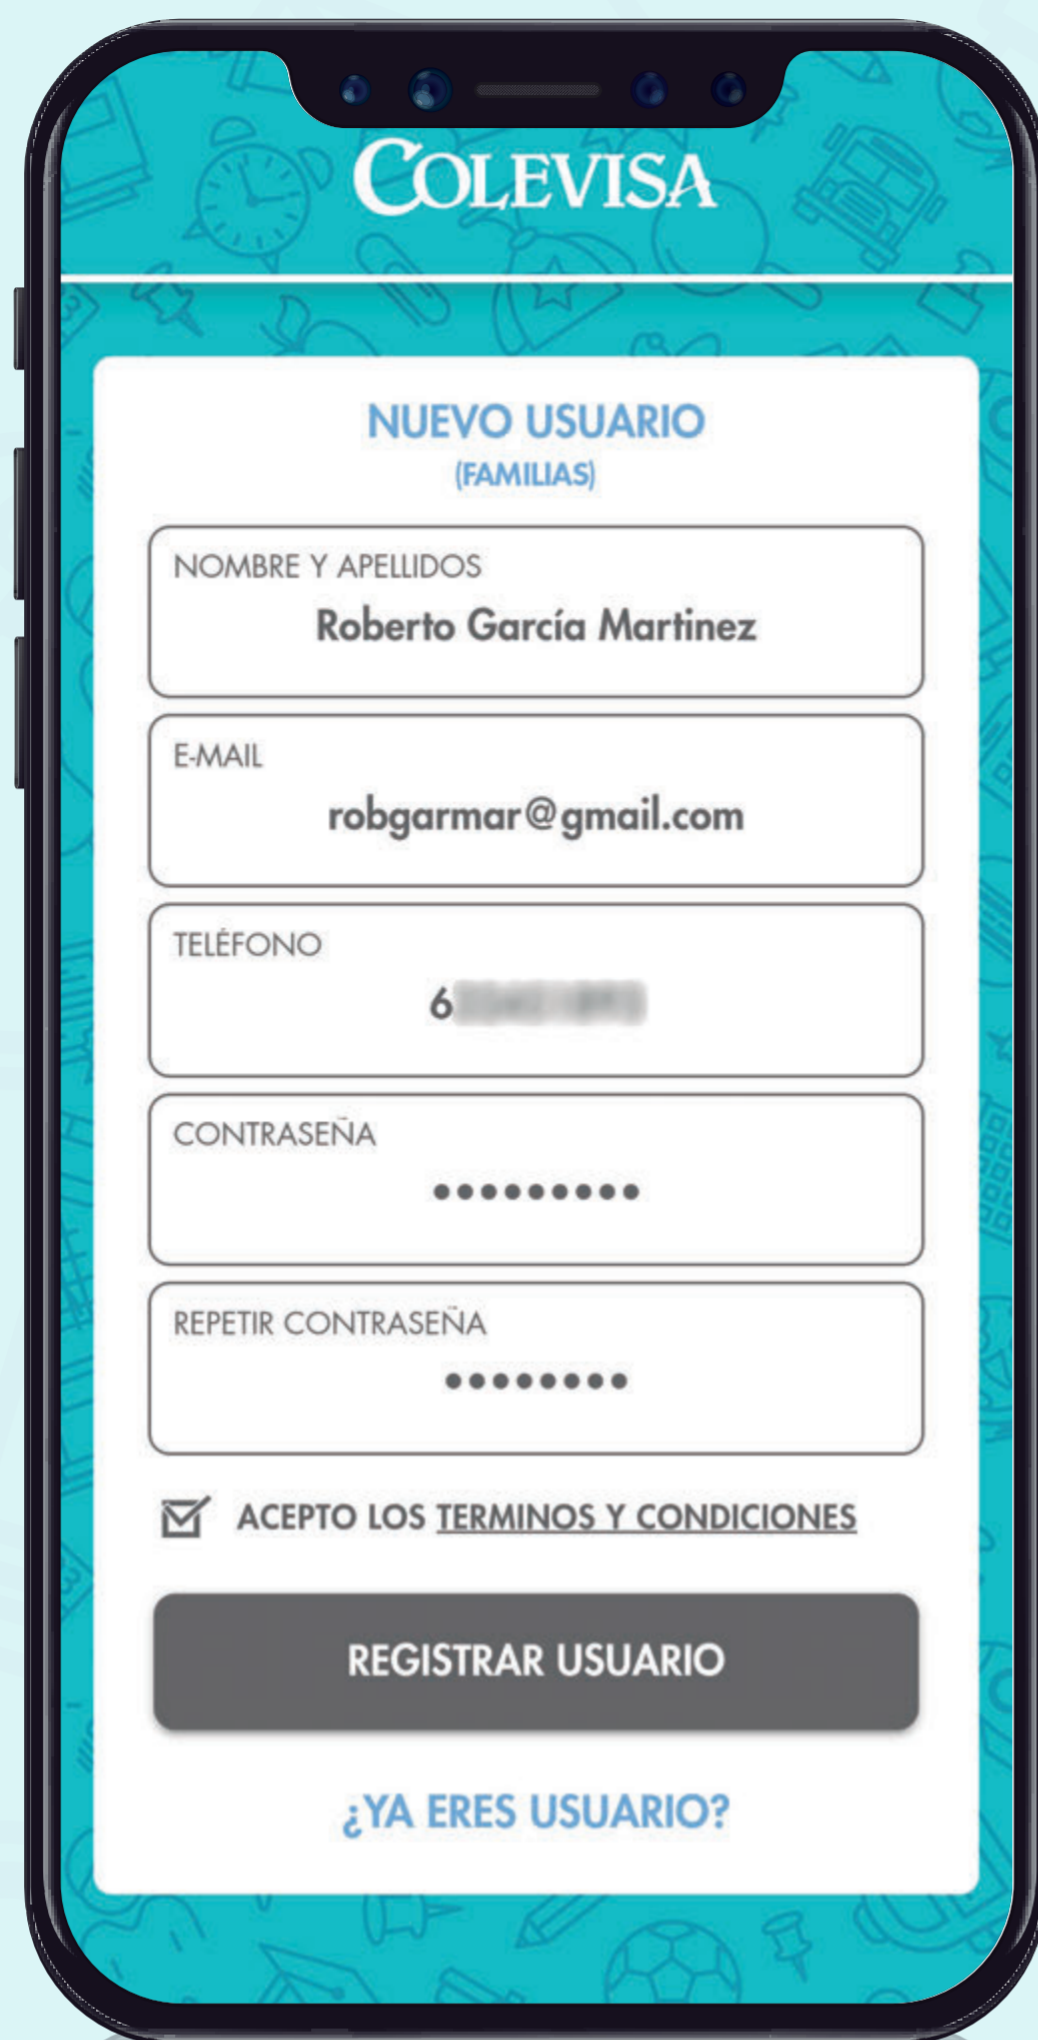 COLEVISA
NUEVO USUARIO
(FAMILIAS)
NOMBRE Y APELLIDOS
Roberto García Martinez
E-MAIL
robgarmar@gmail.com
TELÉFONO
6
CONTRASEÑA
•••••••••
REPETIR CONTRASEÑA
••••••••
ACEPTO LOS TERMINOS Y CONDICIONES
REGISTRAR USUARIO
¿YA ERES USUARIO?